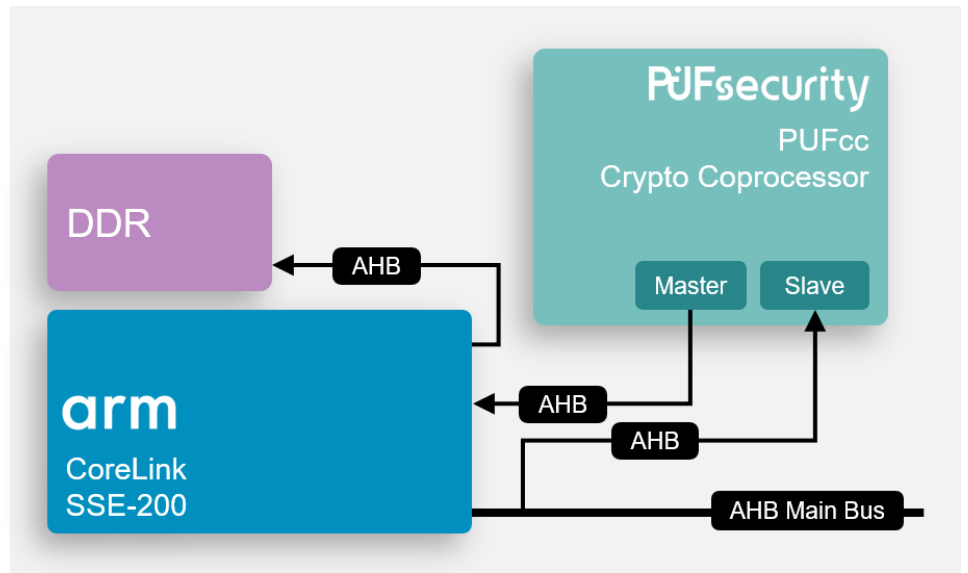 PUFsecurity
PUFcc
Crypto Coprocessor
DDR
AHB
Master
Slave
arm
AHB
AHB
CoreLink
SSE-200
AHB Main Bus